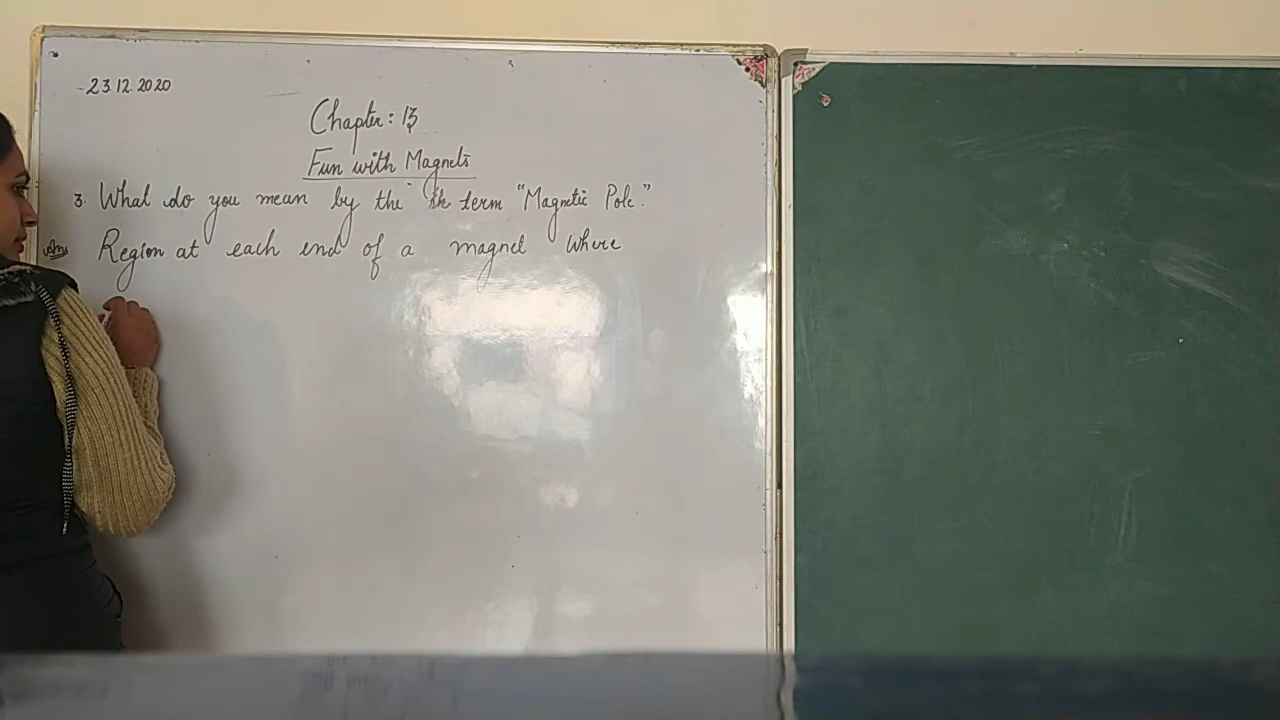 23.12.2020
Chapter: 13
Fun with Magnets
3. What do you mean by the th term "Magnetic Pole."
Ans Region at each end of a magnet where